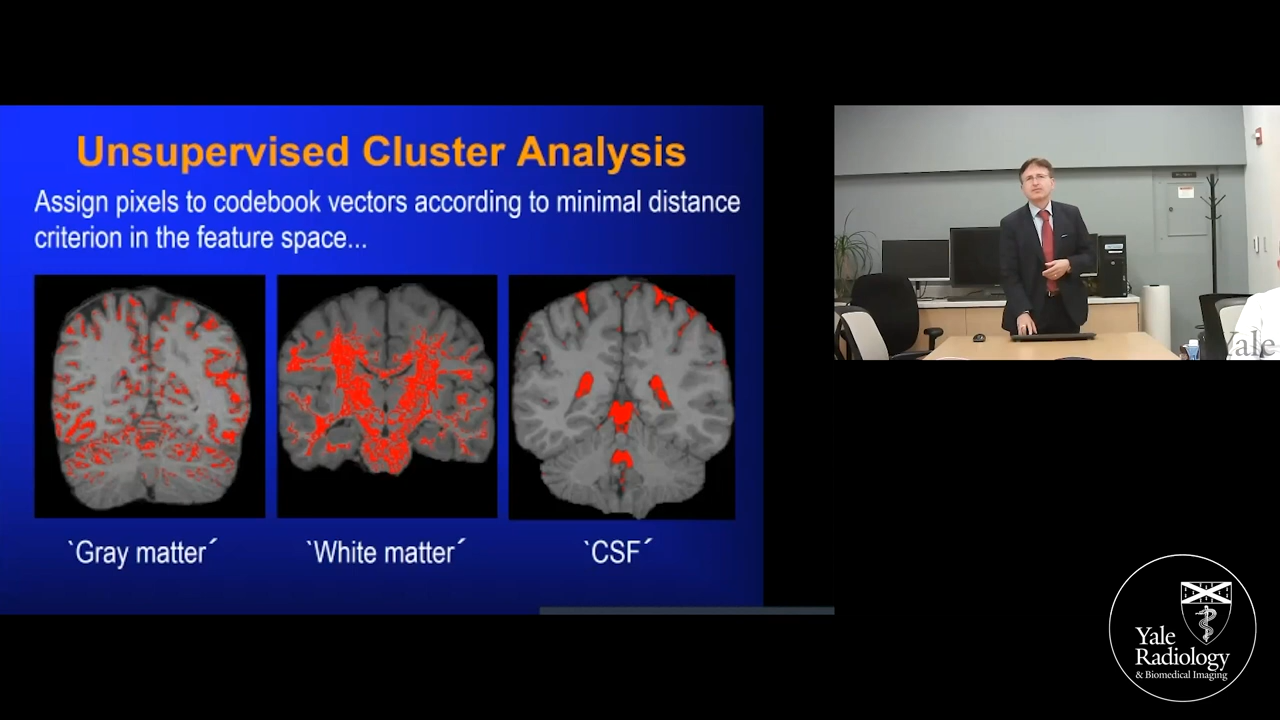 Unsupervised Cluster Analysis
Assign pixels to codebook vectors according to minimal distance
criterion in the feature space...
`Gray matter´
`White matter´
`CSF´
Yale
Yale
Radiology
& Biomedical Imaging